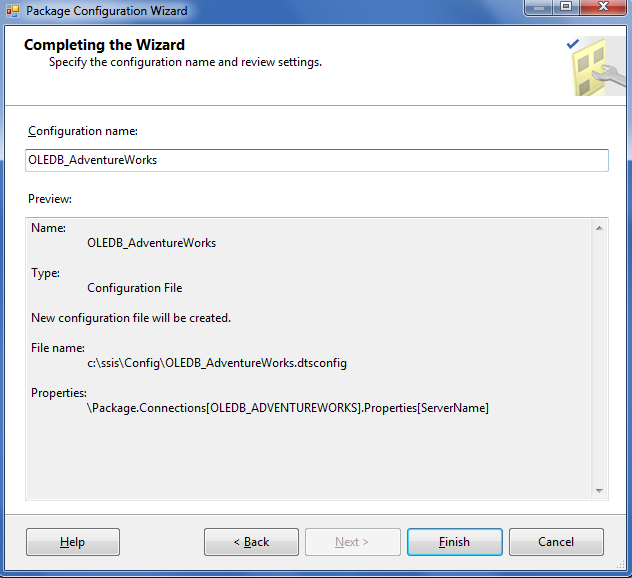 Package Configuration Wizard
Completing the Wizard
Specify the configuration name and review settings.
Configuration name:
OLEDB_AdventureWorks
Preview:
Name:
OLEDB_AdventureWorks
Type:
Configuration File
New configuration file will be created.
File name:
c:\ssis\Config\OLEDB_AdventureWorks.dtsconfig
Properties:
\Package.Connections[OLEDB_ADVENTUREWORKS].Properties[ServerName]
Help
< Back
Next >
Finish
Cancel